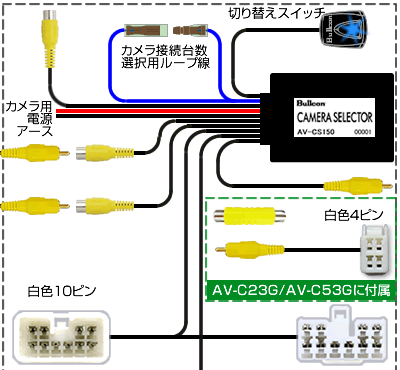 切り替えスイッチ
カメラ接続台数
選択用ループ線
Bullcon
CAMERA SELECTOR
AV-CS150 00001
カメラ用
電源
アース
白色4ピン
AV-C23G/AV-C53Gに付属
白色10ピン